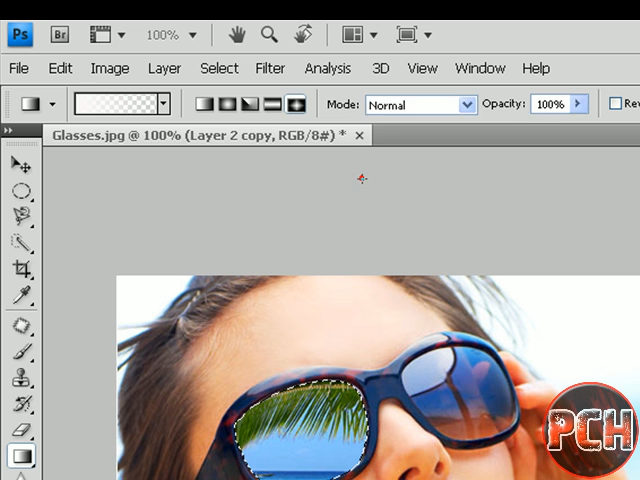 Ps Br 100%
File Edit Image Layer Select Filter Analysis 3D View Window Help
Mode: Normal Opacity: 100% Rev
Glasses.jpg @ 100% (Layer 2 copy, RGB/8#) * ×
PCH